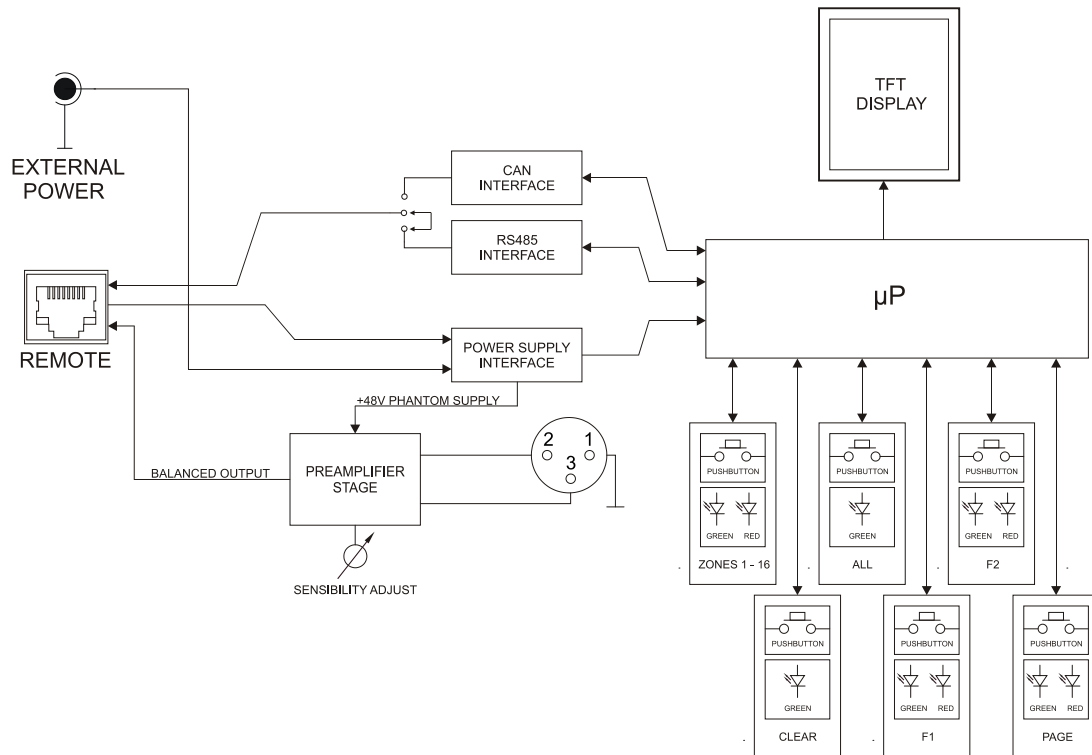 TFT
DISPLAY
EXTERNAL
POWER
CAN
INTERFACE
RS485
INTERFACE
µP
REMOTE
POWER SUPPLY
INTERFACE
+48V PHANTOM SUPPLY
BALANCED OUTPUT
PREAMPLIFIER
STAGE
2
1
3
SENSIBILITY ADJUST
PUSHBUTTON
GREEN RED
ZONES 1 - 16
PUSHBUTTON
GREEN
ALL
PUSHBUTTON
GREEN RED
F2
PUSHBUTTON
GREEN
CLEAR
PUSHBUTTON
GREEN RED
F1
PUSHBUTTON
GREEN RED
PAGE